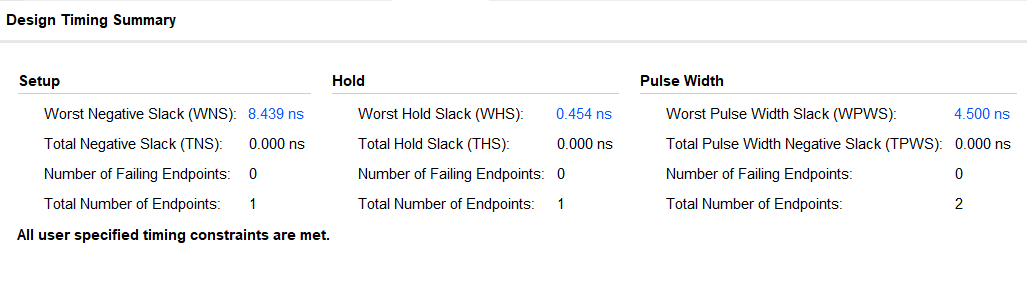 Design Timing Summary
Setup Hold Pulse Width
Worst Negative Slack (WNS): 8.439 ns Worst Hold Slack (WHS): 0.454 ns Worst Pulse Width Slack (WPWS): 4.500 ns
Total Negative Slack (TNS): 0.000 ns Total Hold Slack (THS): 0.000 ns Total Pulse Width Negative Slack (TPWS): 0.000 ns
Number of Failing Endpoints: 0 Number of Failing Endpoints: 0 Number of Failing Endpoints: 0
Total Number of Endpoints: 1 Total Number of Endpoints: 1 Total Number of Endpoints: 2
All user specified timing constraints are met.